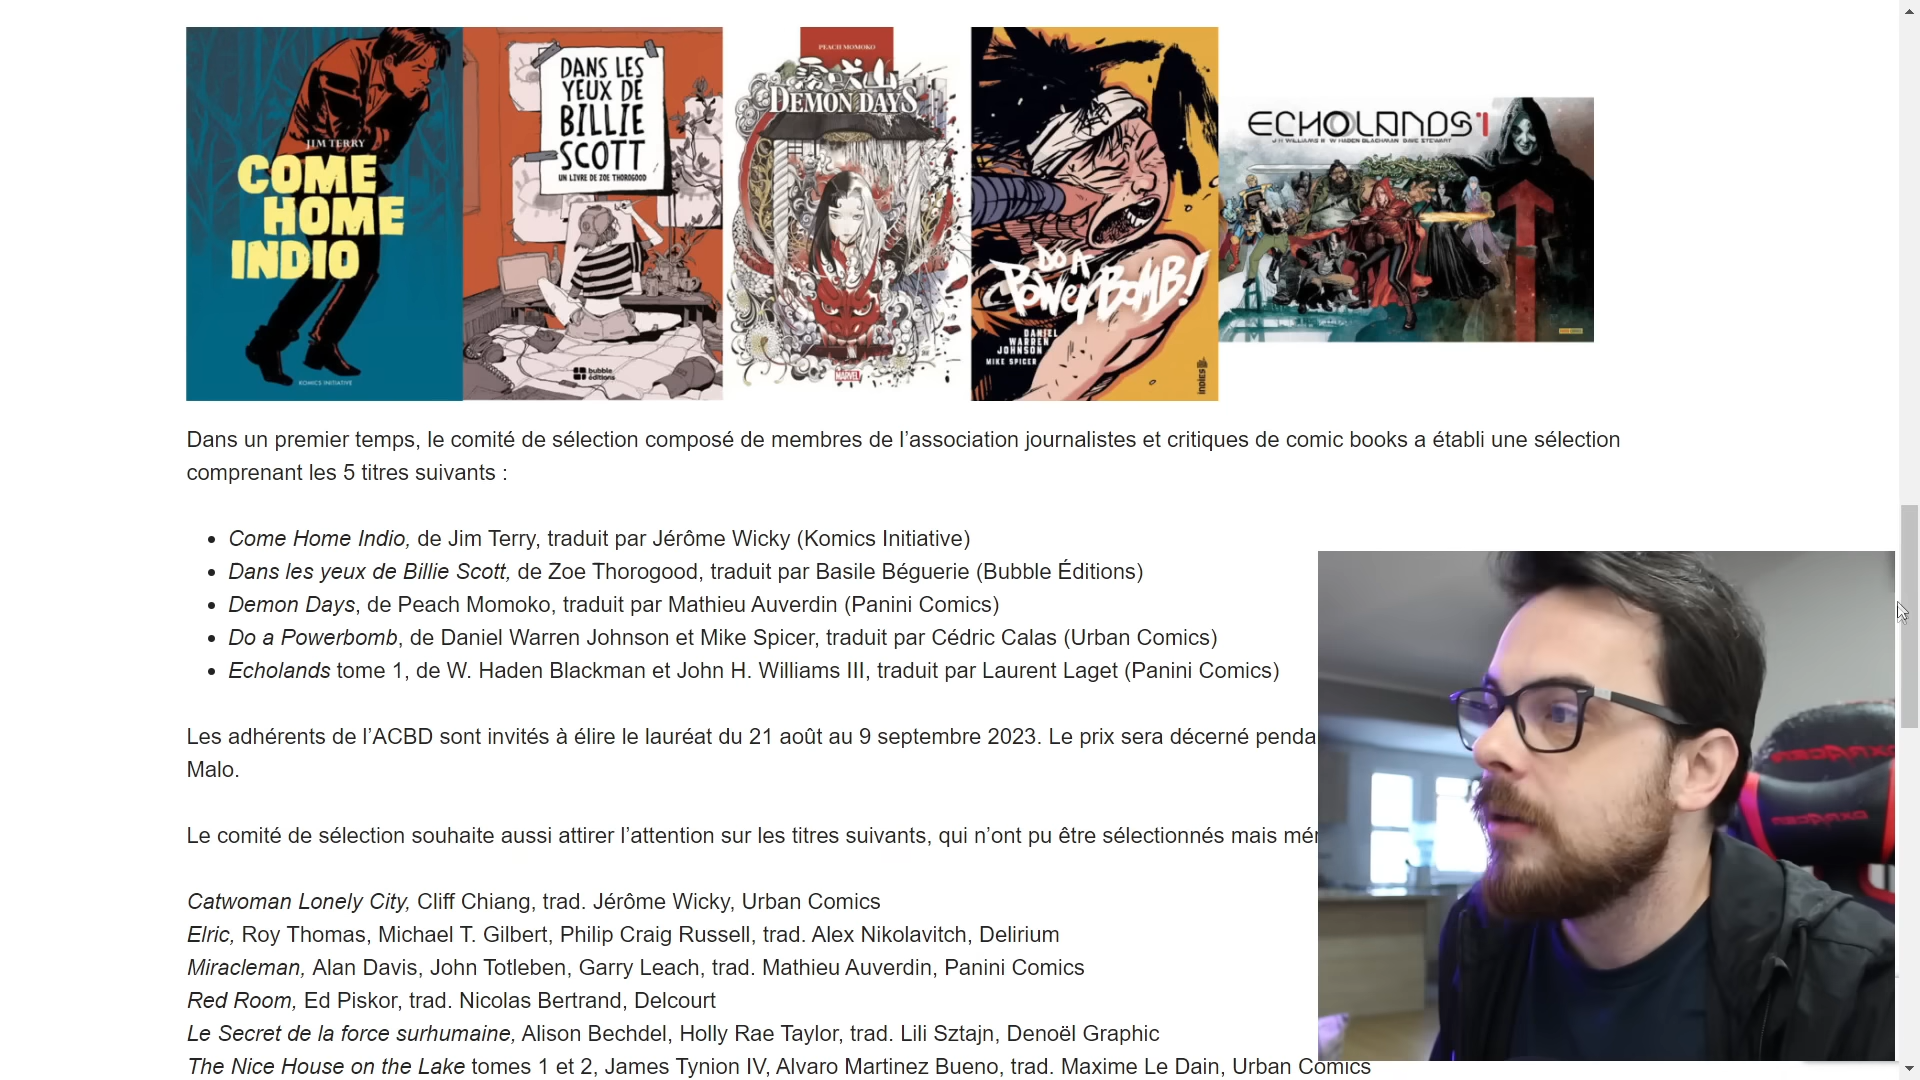 JIM TERRY
COME
HOME
INDIO
KOMICS INITIATIVE
DANS LES
YEUX DE
BILLIE
SCOTT
UN LIVRE DE ZOE THOROGOOD
bubble
éditions
PEACH MOMOKO
DEMON DAYS
MARVEL
DO A
POWERBOMB!
DANIEL
WARREN
JOHNSON
MIKE SPICER
INDIES
ECHOLANDS 1
J.H WILLIAMS III W HADEN BLACKMAN DAVE STEWART
Dans un premier temps, le comité de sélection composé de membres de l’association journalistes et critiques de comic books a établi une sélection
comprenant les 5 titres suivants :
• Come Home Indio, de Jim Terry, traduit par Jérôme Wicky (Komics Initiative)
• Dans les yeux de Billie Scott, de Zoe Thorogood, traduit par Basile Béguerie (Bubble Éditions)
• Demon Days, de Peach Momoko, traduit par Mathieu Auverdin (Panini Comics)
• Do a Powerbomb, de Daniel Warren Johnson et Mike Spicer, traduit par Cédric Calas (Urban Comics)
• Echolands tome 1, de W. Haden Blackman et John H. Williams III, traduit par Laurent Laget (Panini Comics)
Les adhérents de l’ACBD sont invités à élire le lauréat du 21 août au 9 septembre 2023. Le prix sera décerné penda
Malo.
Le comité de sélection souhaite aussi attirer l’attention sur les titres suivants, qui n’ont pu être sélectionnés mais mér
Catwoman Lonely City, Cliff Chiang, trad. Jérôme Wicky, Urban Comics
Elric, Roy Thomas, Michael T. Gilbert, Philip Craig Russell, trad. Alex Nikolavitch, Delirium
Miracleman, Alan Davis, John Totleben, Garry Leach, trad. Mathieu Auverdin, Panini Comics
Red Room, Ed Piskor, trad. Nicolas Bertrand, Delcourt
Le Secret de la force surhumaine, Alison Bechdel, Holly Rae Taylor, trad. Lili Sztajn, Denoël Graphic
The Nice House on the Lake tomes 1 et 2, James Tynion IV, Alvaro Martinez Bueno, trad. Maxime Le Dain, Urban Comics